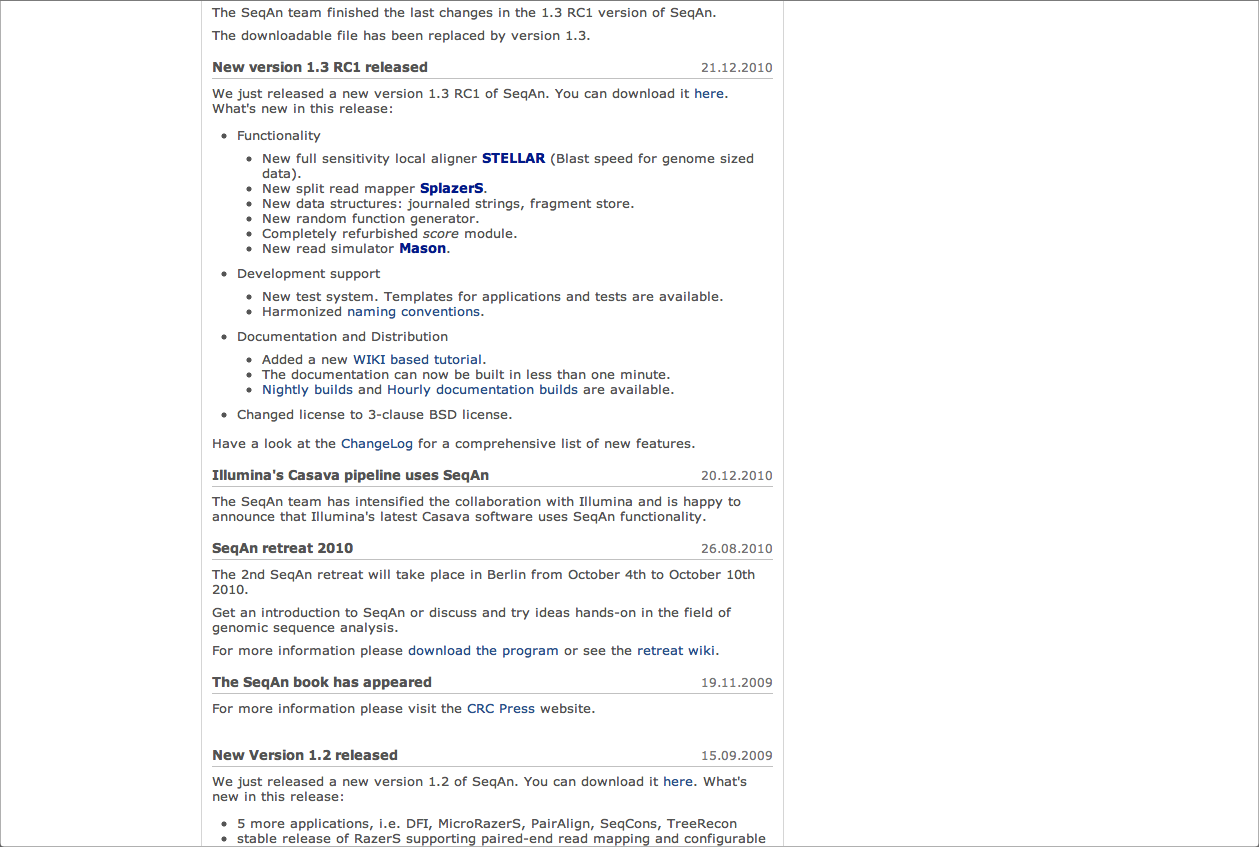 The SeqAn team finished the last changes in the 1.3 RC1 version of SeqAn.
The downloadable file has been replaced by version 1.3.
New version 1.3 RC1 released 21.12.2010
We just released a new version 1.3 RC1 of SeqAn. You can download it here.
What's new in this release:
• Functionality
• New full sensitivity local aligner STELLAR (Blast speed for genome sized
data).
• New split read mapper SplazerS.
• New data structures: journaled strings, fragment store.
• New random function generator.
• Completely refurbished score module.
• New read simulator Mason.
• Development support
• New test system. Templates for applications and tests are available.
• Harmonized naming conventions.
• Documentation and Distribution
• Added a new WIKI based tutorial.
• The documentation can now be built in less than one minute.
• Nightly builds and Hourly documentation builds are available.
• Changed license to 3-clause BSD license.
Have a look at the ChangeLog for a comprehensive list of new features.
Illumina's Casava pipeline uses SeqAn 20.12.2010
The SeqAn team has intensified the collaboration with Illumina and is happy to
announce that Illumina's latest Casava software uses SeqAn functionality.
SeqAn retreat 2010 26.08.2010
The 2nd SeqAn retreat will take place in Berlin from October 4th to October 10th
2010.
Get an introduction to SeqAn or discuss and try ideas hands-on in the field of
genomic sequence analysis.
For more information please download the program or see the retreat wiki.
The SeqAn book has appeared 19.11.2009
For more information please visit the CRC Press website.
New Version 1.2 released 15.09.2009
We just released a new version 1.2 of SeqAn. You can download it here. What's
new in this release:
• 5 more applications, i.e. DFI, MicroRazerS, PairAlign, SeqCons, TreeRecon
• stable release of RazerS supporting paired-end read mapping and configurable